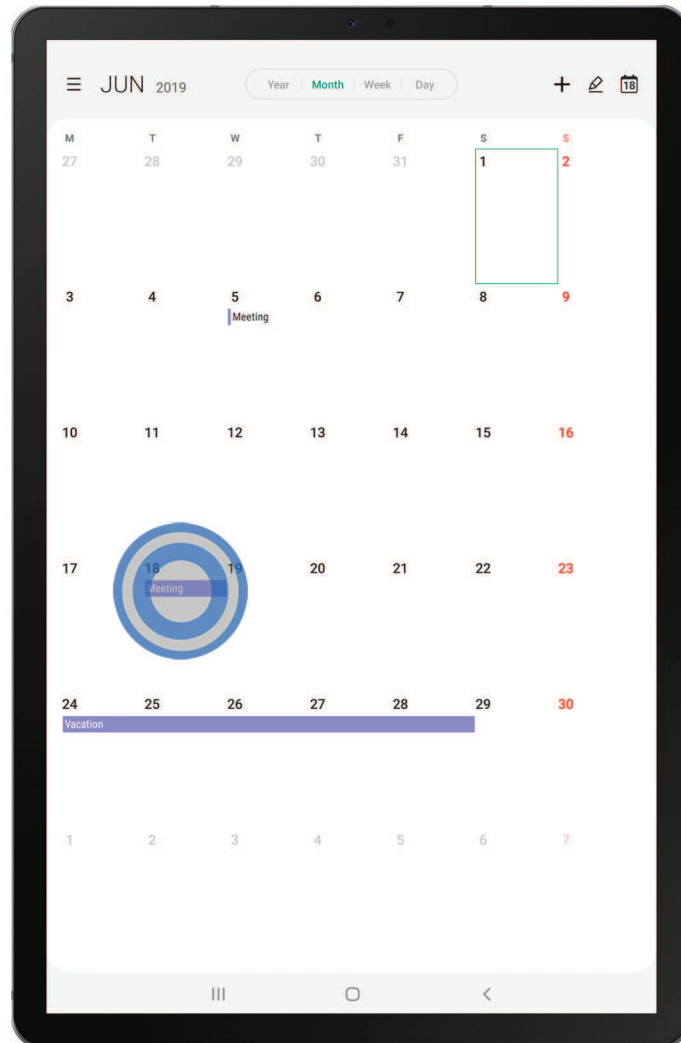 JUN 2019 Year Month Week Day 18
M T W T F S S
27 28 29 30 31 1 2
3 4 5 6 7 8 9
Meeting
10 11 12 13 14 15 16
17 18 19 20 21 22 23
Meeting
24 25 26 27 28 29 30
Vacation
1 2 3 4 5 6 7